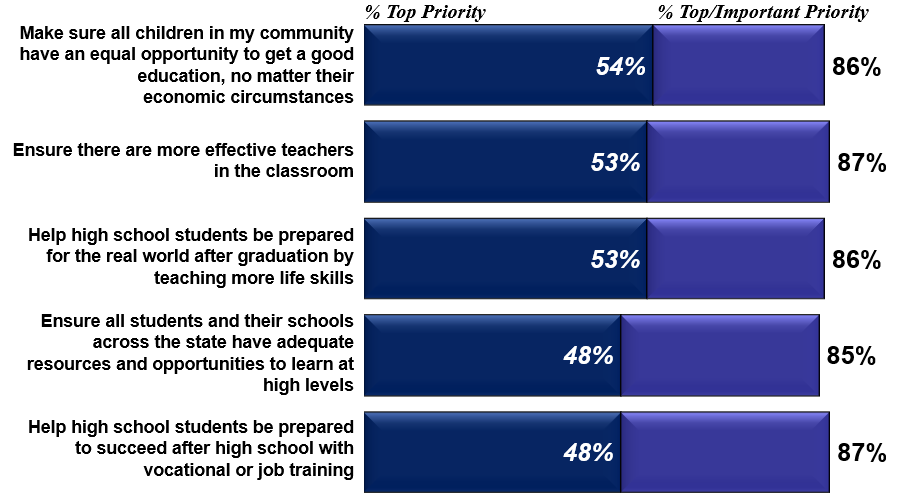 % Top Priority
% Top/Important Priority
Make sure all children in my community
have an equal opportunity to get a good
education, no matter their
economic circumstances
54%
86%
Ensure there are more effective teachers
in the classroom
53%
87%
Help high school students be prepared
for the real world after graduation by
teaching more life skills
53%
86%
Ensure all students and their schools
across the state have adequate
resources and opportunities to learn at
high levels
48%
85%
Help high school students be prepared
to succeed after high school with
vocational or job training
48%
87%